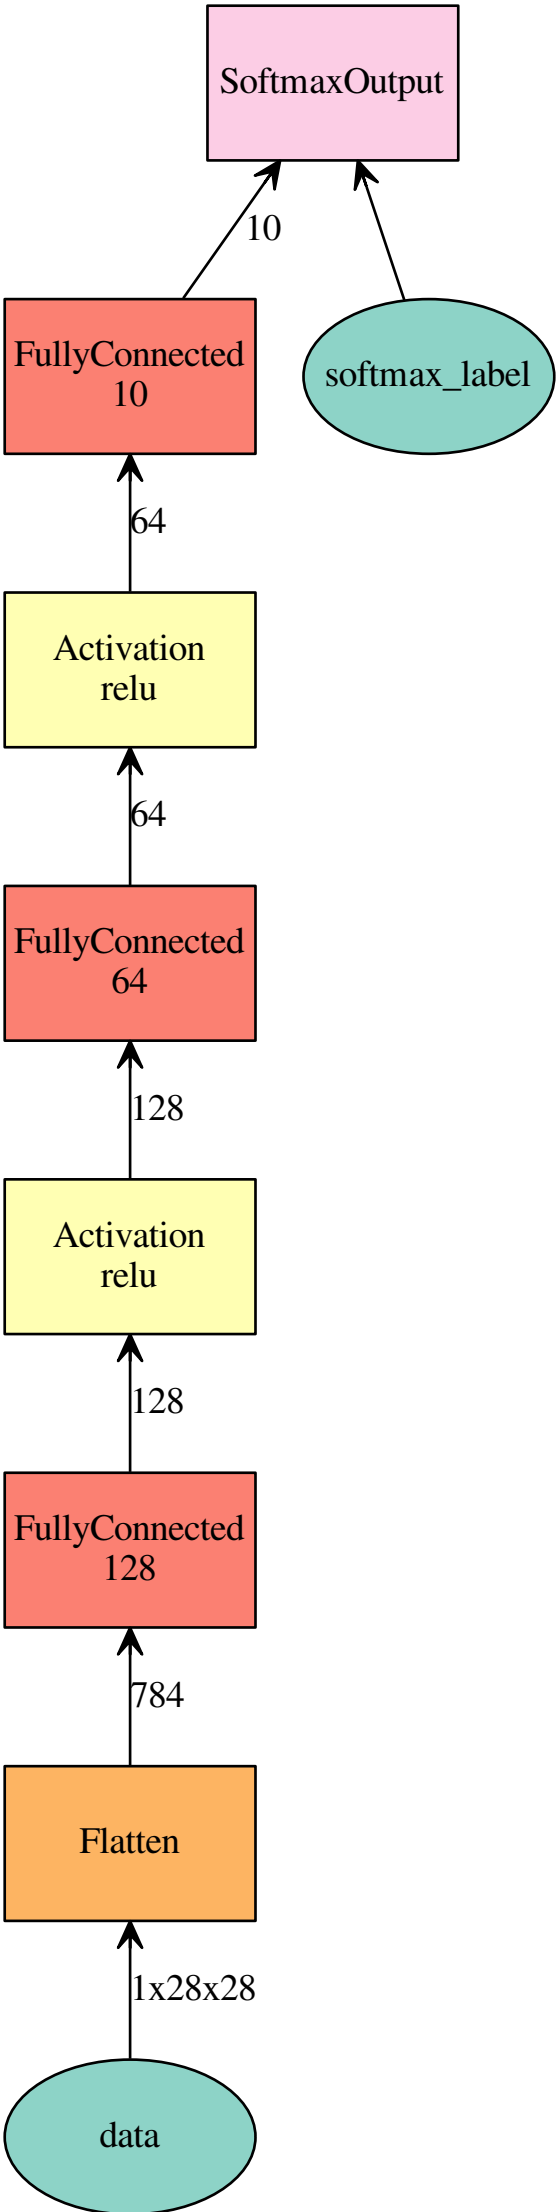 SoftmaxOutput
10
FullyConnected
10
softmax_label
64
Activation
relu
64
FullyConnected
64
128
Activation
relu
128
FullyConnected
128
784
Flatten
1x28x28
data